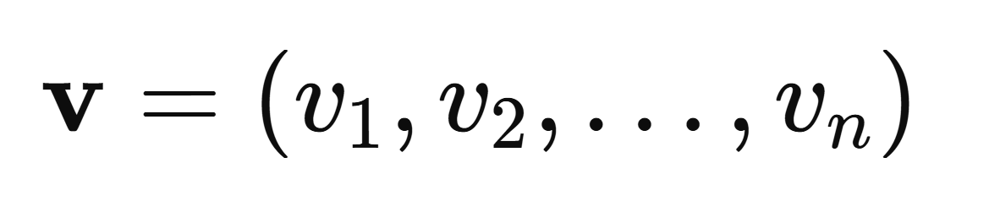 v = (v₁, v₂, . . . , vₙ)